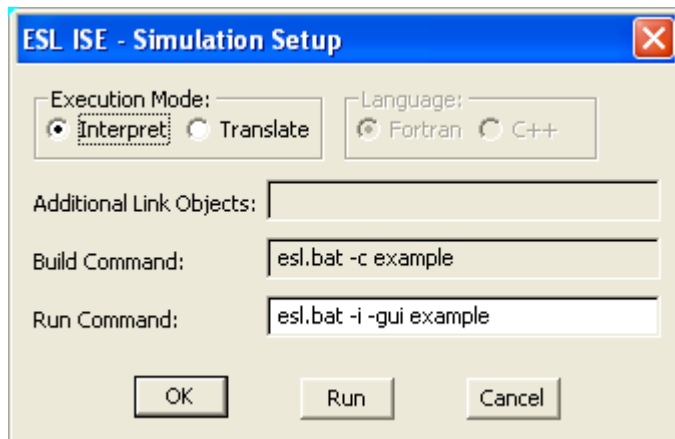 ESL ISE - Simulation Setup
Execution Mode: Language:
Interpret Translate Fortran C++
Additional Link Objects:
Build Command: esl.bat -c example
Run Command: esl.bat -i -gui example
OK Run Cancel